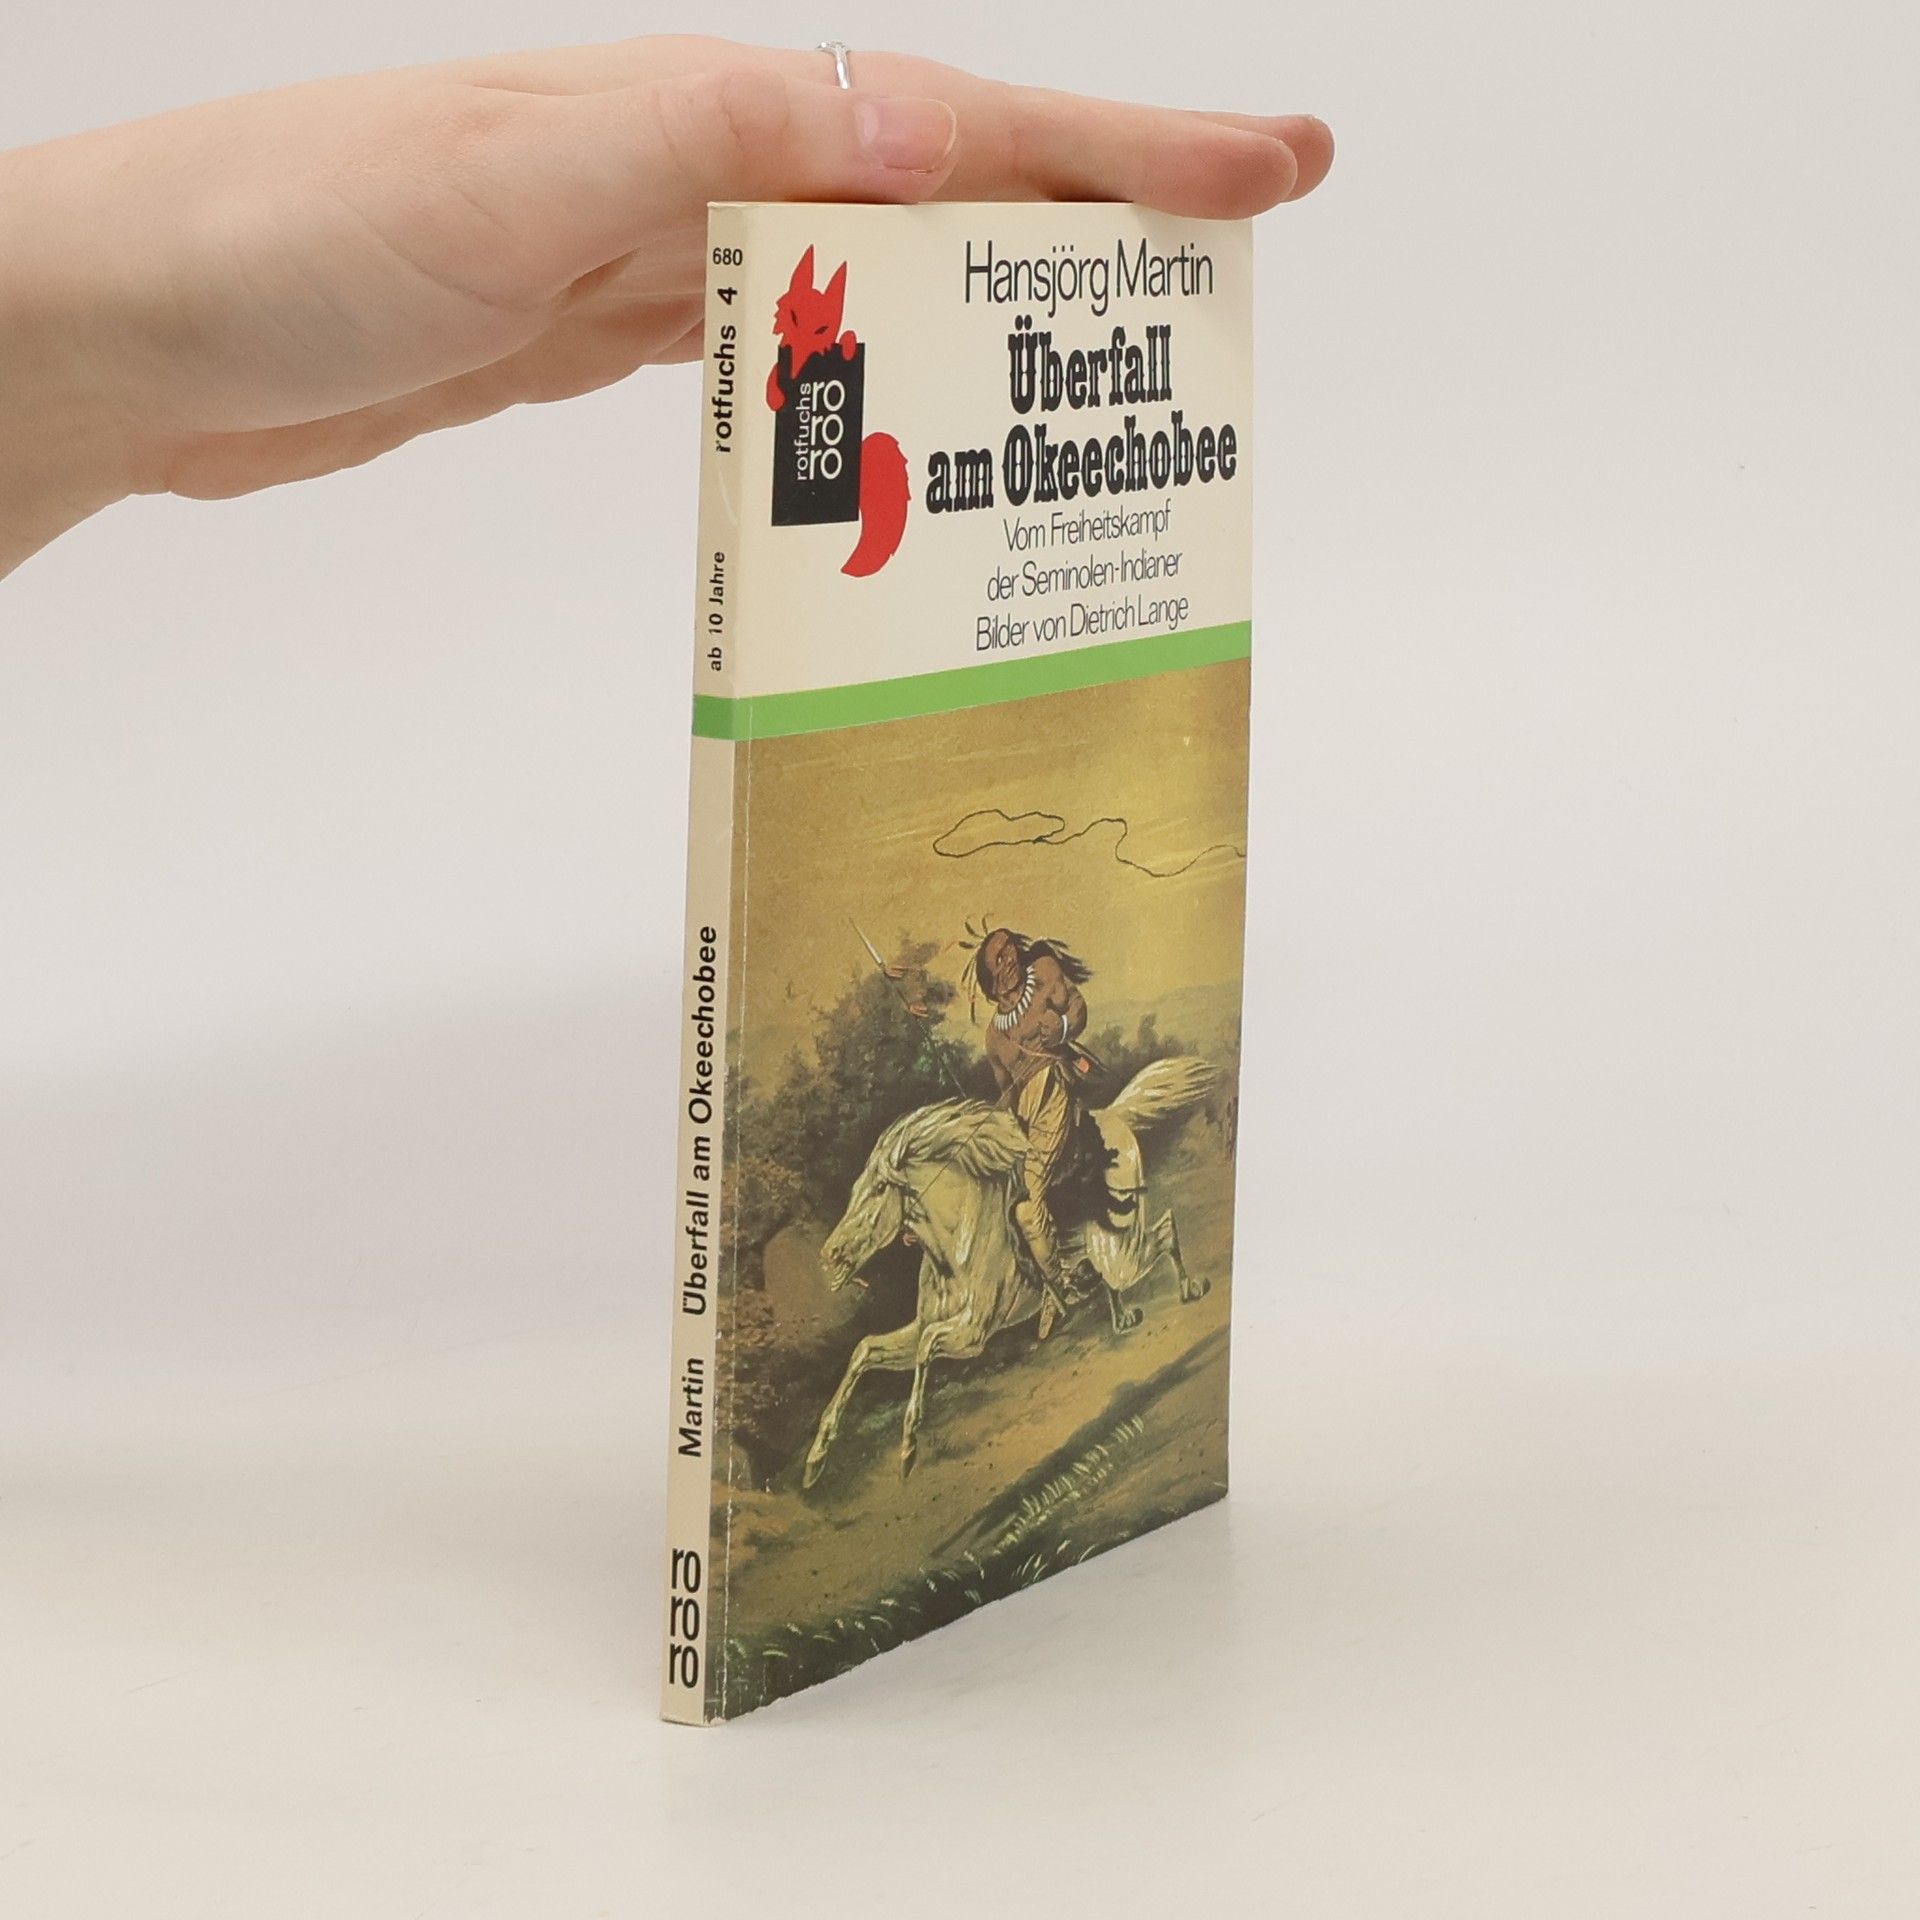 Hansjörg Martin
Überfall
am Okeechobee
Vom Freiheitskampf
der Seminolen-Indianer
Bilder von Dietrich Lange
rotfuchs
ro
ro
ro
680
rotfuchs 4
ab 10 Jahre
Martin Überfall am Okeechobee
ro
ro
ro